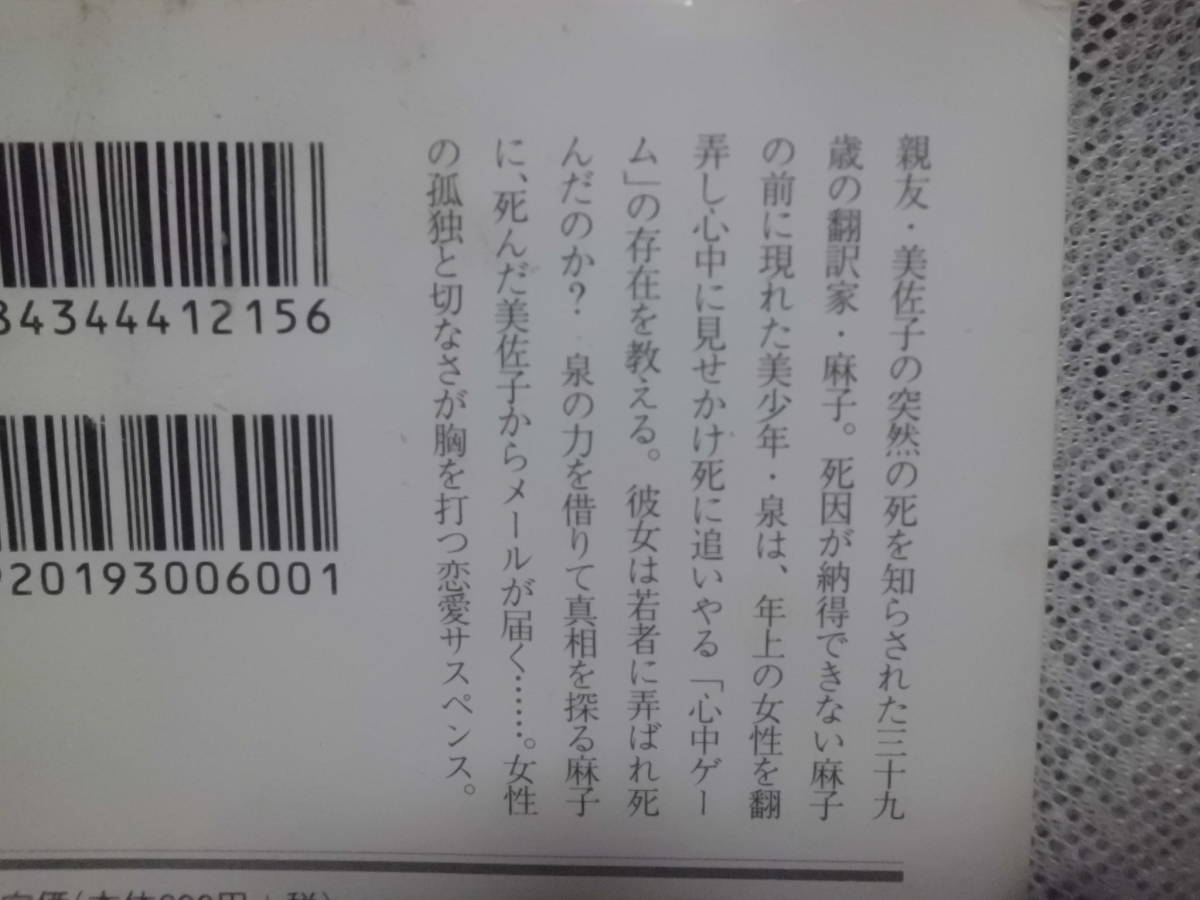 親友・美佐子の突然の死を知らされた三十九
歳の翻訳家・麻子。死因が納得できない麻子
の前に現れた美少年・泉は、年上の女性を翻
弄し心中に見せかけ死に追いやる「心中ゲー
ム」の存在を教える。彼女は若者に弄ばれ死
んだのか? 泉の力を借りて真相を探る麻子
に、死んだ美佐子からメールが届く……。女性
の孤独と切なさが胸を打つ恋愛サスペンス。
84344412156
920193006001